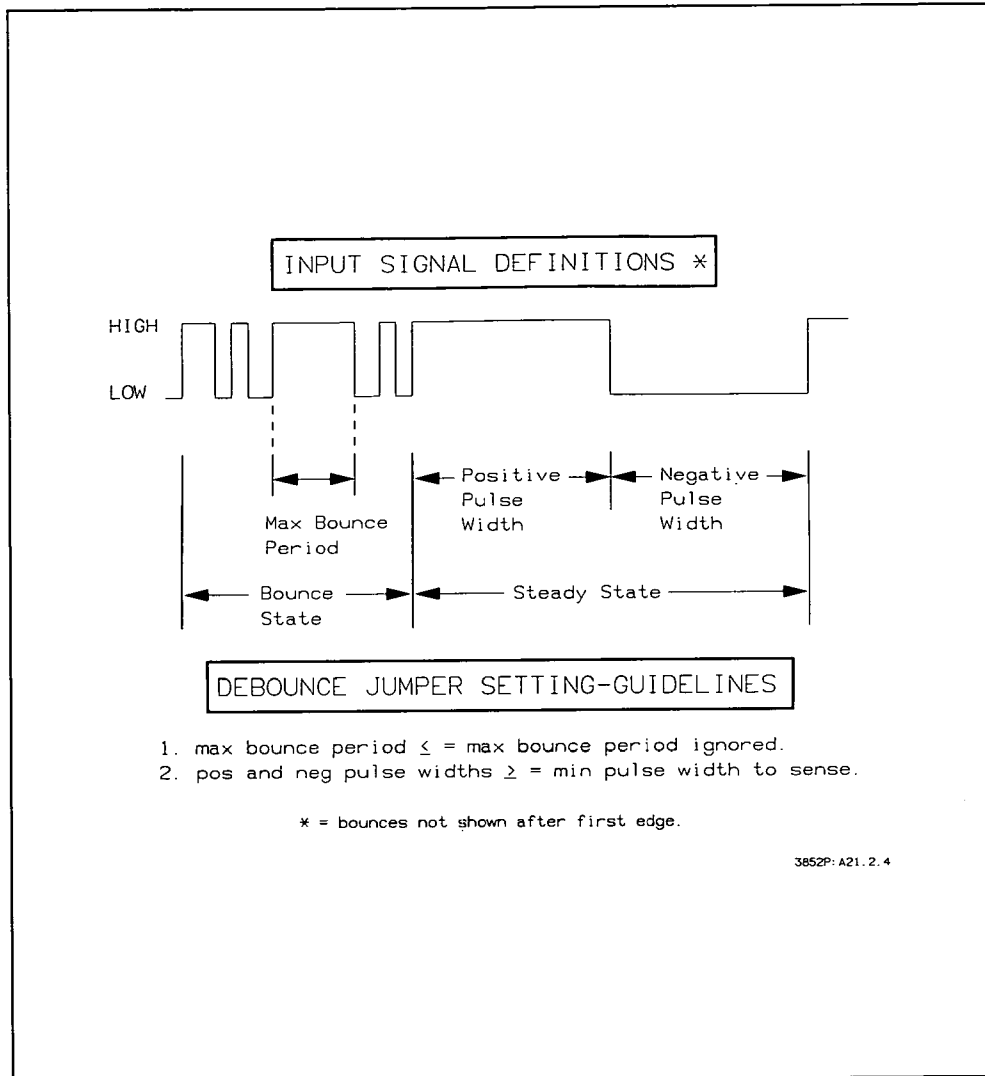 INPUT SIGNAL DEFINITIONS *
HIGH
LOW
Positive
Pulse
Width
Negative
Pulse
Width
Max Bounce
Period
Bounce
State
Steady State
DEBOUNCE JUMPER SETTING-GUIDELINES
1. max bounce period ≤ = max bounce period ignored.
2. pos and neg pulse widths ≥ = min pulse width to sense.
* = bounces not shown after first edge.
3852P:A21.2.4